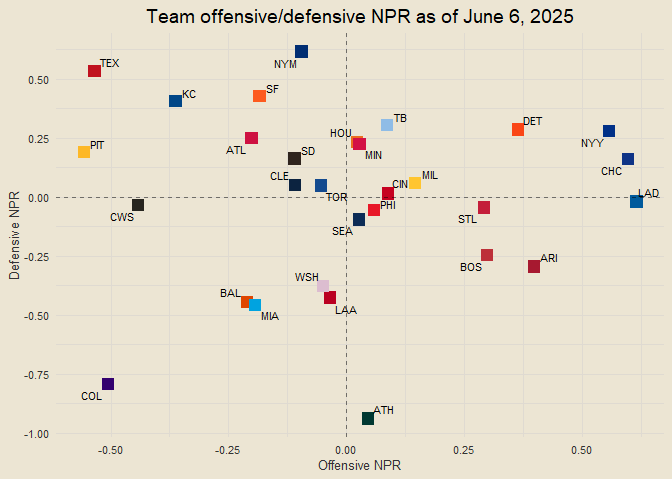 Team offensive/defensive NPR as of June 6, 2025
TEX
NYM
KC
SF
TB
DET
HOU
NYY
ATL
SD
MIN
PIT
CHC
CLE
TOR
CIN
MIL
LAD
CWS
PHI
STL
SEA
BOS
ARI
WSH
BAL
MIA
LAA
COL
ATH
0.50
0.25
0.00
-0.25
-0.50
-0.75
-1.00
Defensive NPR
-0.50
-0.25
0.00
0.25
0.50
Offensive NPR